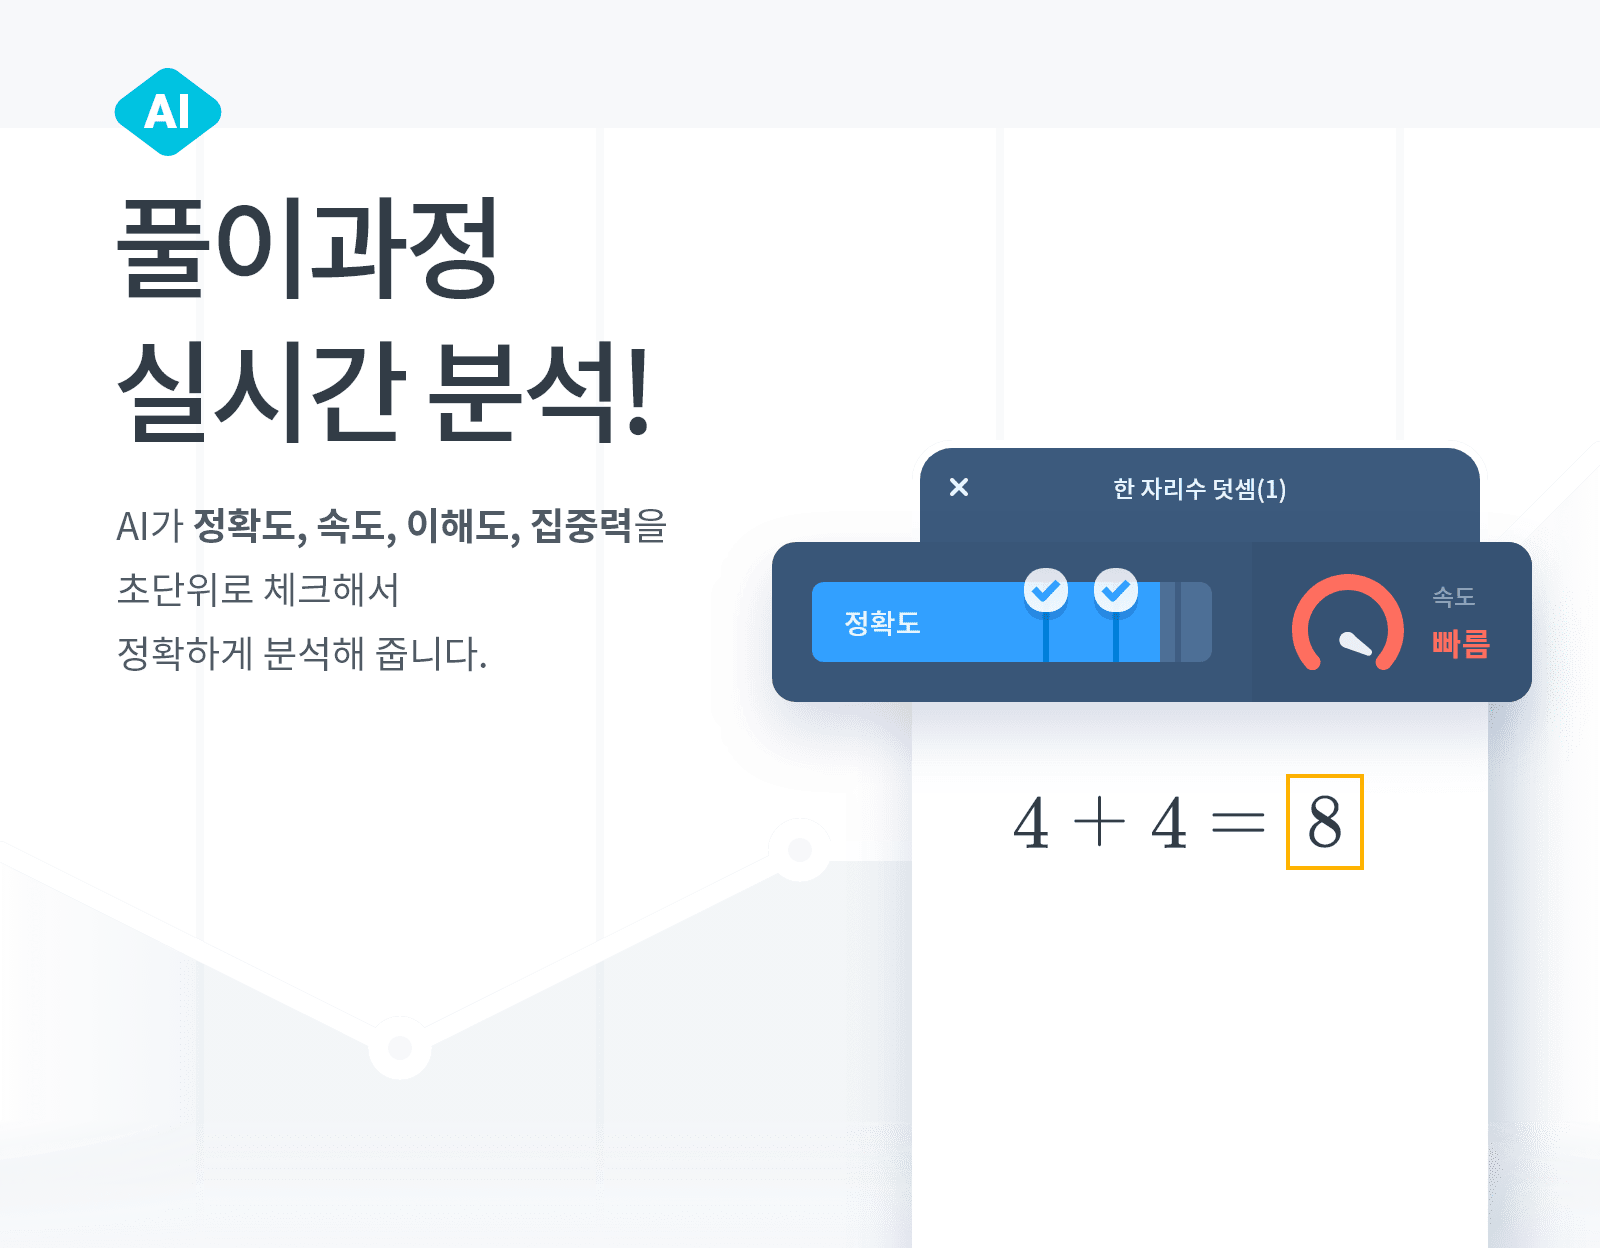 AI
풀이과정
실시간 분석!
AI가 정확도, 속도, 이해도, 집중력을
초단위로 체크해서
정확하게 분석해 줍니다.
한 자리수 덧셈(1)
정확도
속도
빠름
4 + 4 = 8